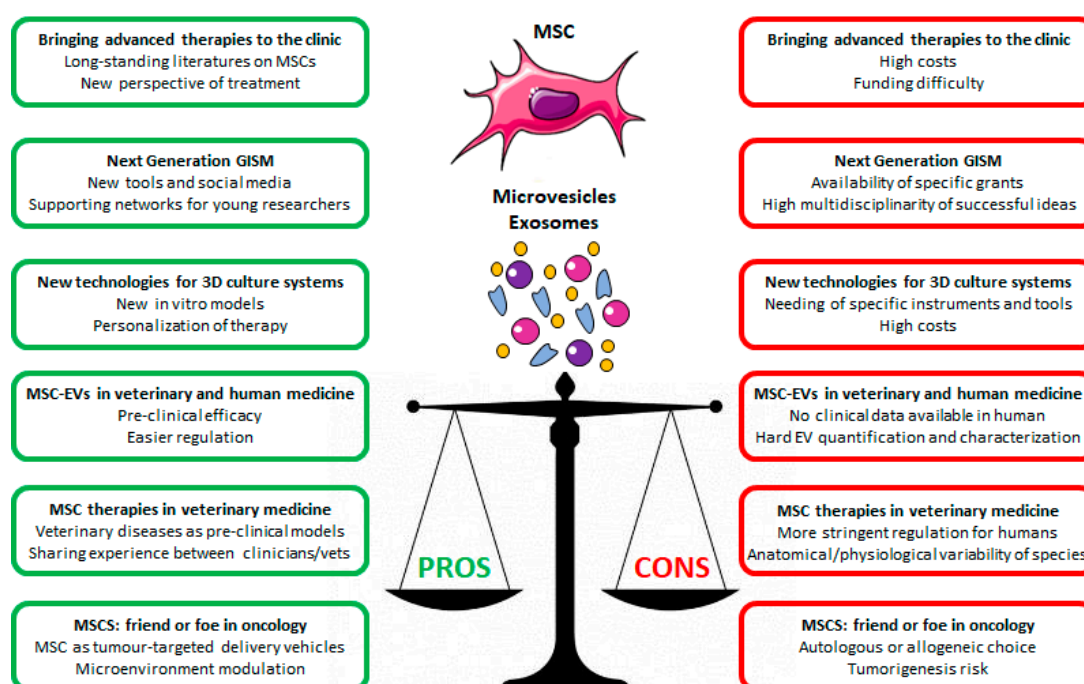 Bringing advanced therapies to the clinic
Long-standing literatures on MSCs
New perspective of treatment
Next Generation GISM
New tools and social media
Supporting networks for young researchers
New technologies for 3D culture systems
New in vitro models
Personalization of therapy
MSC-EVs in veterinary and human medicine
Pre-clinical efficacy
Easier regulation
MSC therapies in veterinary medicine
Veterinary diseases as pre-clinical models
Sharing experience between clinicians/vets
MSCS: friend or foe in oncology
MSC as tumour-targeted delivery vehicles
Microenvironment modulation
MSC
Microvesicles
Exosomes
PROS
CONS
Bringing advanced therapies to the clinic
High costs
Funding difficulty
Next Generation GISM
Availability of specific grants
High multidisciplinarity of successful ideas
New technologies for 3D culture systems
Needing of specific instruments and tools
High costs
MSC-EVs in veterinary and human medicine
No clinical data available in human
Hard EV quantification and characterization
MSC therapies in veterinary medicine
More stringent regulation for humans
Anatomical/physiological variability of species
MSCS: friend or foe in oncology
Autologous or allogeneic choice
Tumorigenesis risk